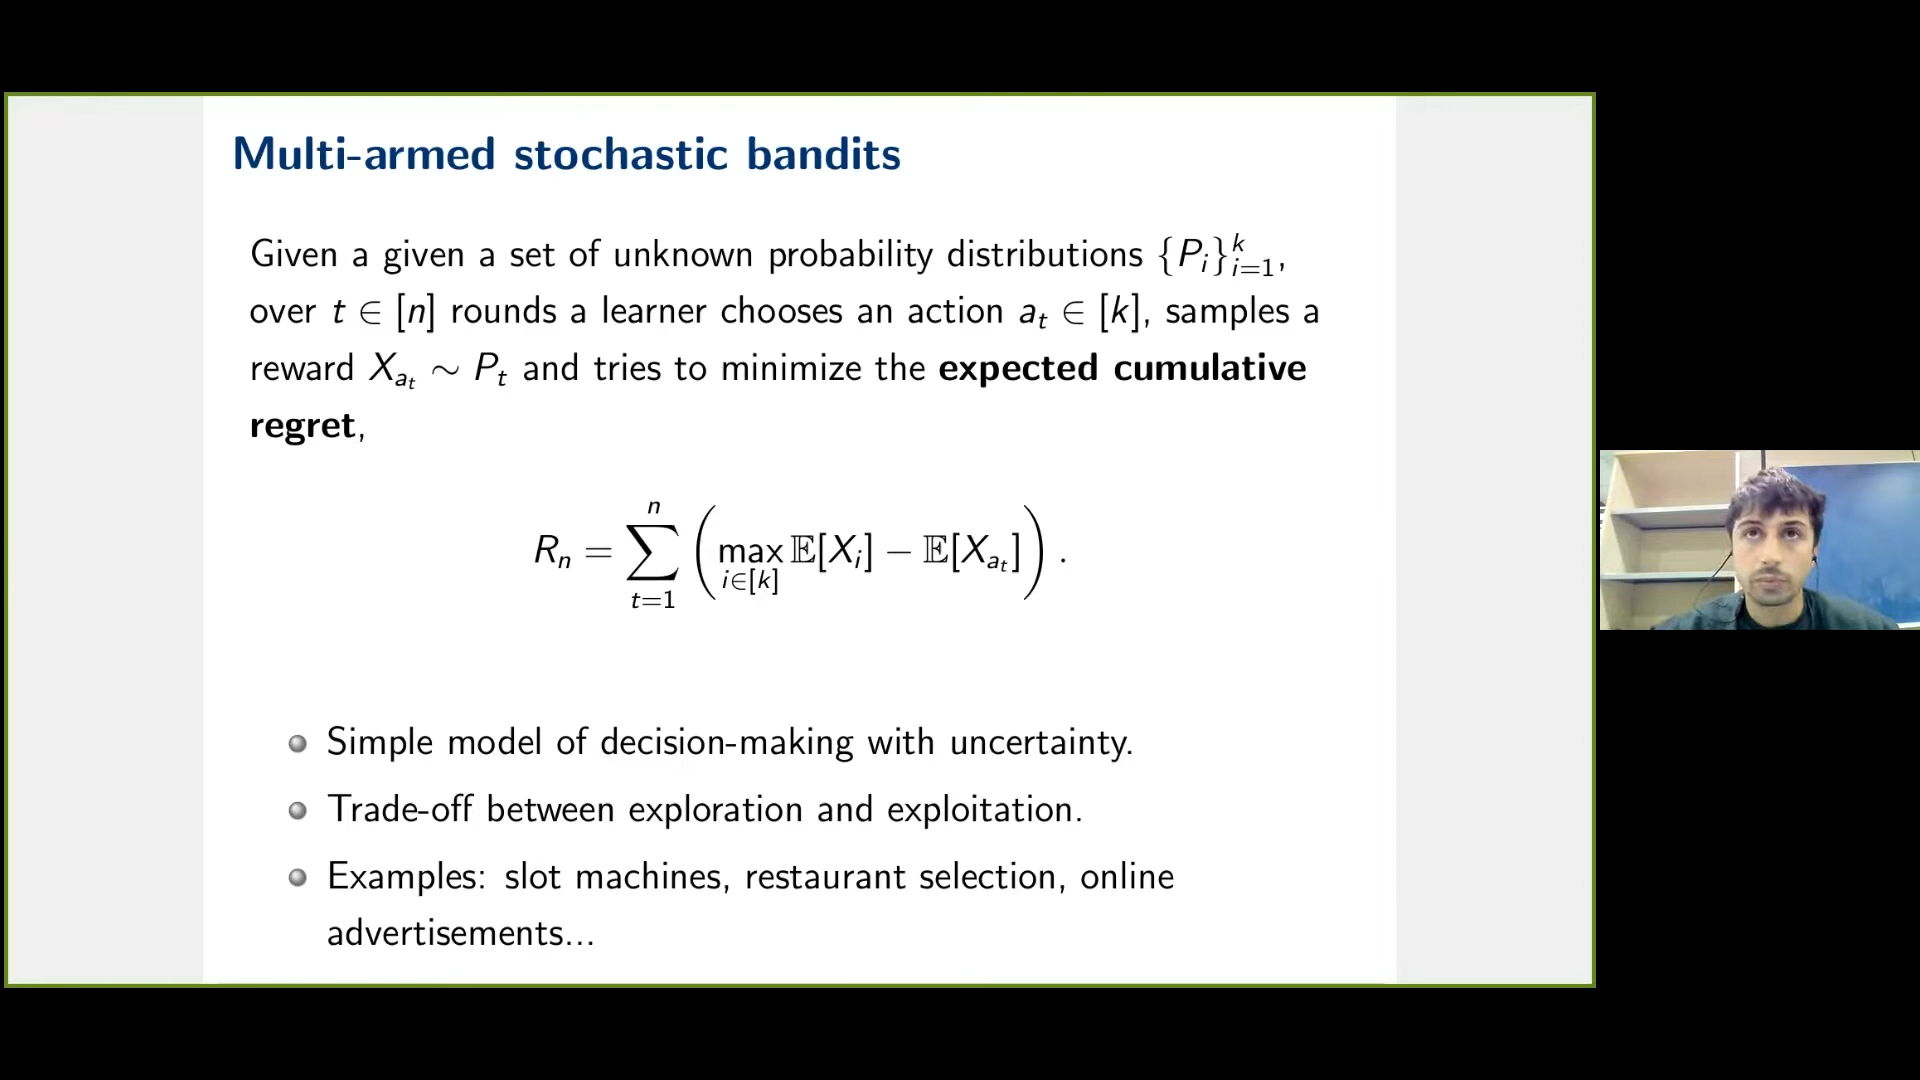 Multi-armed stochastic bandits
Given a given a set of unknown probability distributions {P_i}_{i=1}^k,
over t ∈ [n] rounds a learner chooses an action a_t ∈ [k], samples a
reward X_{a_t} ∼ P_t and tries to minimize the expected cumulative
regret,
R_n = ∑_{t=1}^n ( max_{i∈[k]} 𝔼[X_i] − 𝔼[X_{a_t}] ) .
Simple model of decision-making with uncertainty.
Trade-off between exploration and exploitation.
Examples: slot machines, restaurant selection, online
advertisements...